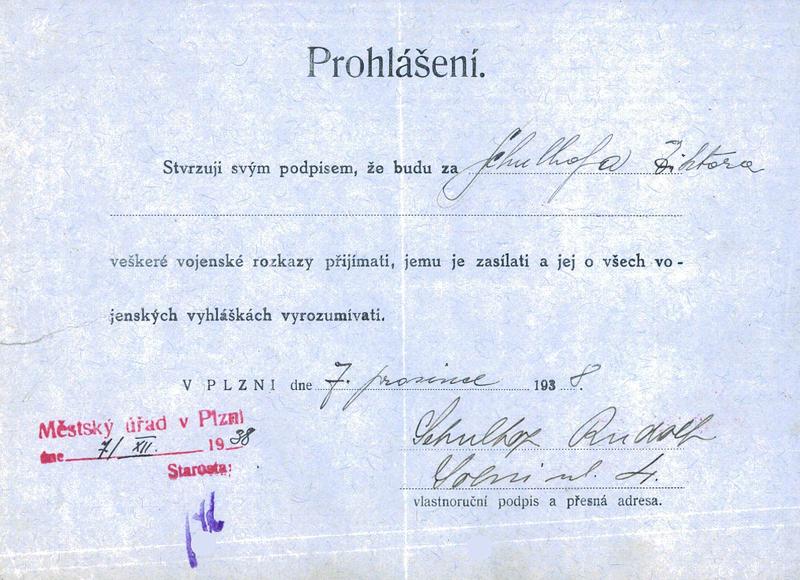 Prohlášení.
Stvrzuji svým podpisem, že budu za Schulhofa Viktora
veškeré vojenské rozkazy přijímati, jemu je zasílati a jej o všech vo-
jenských vyhláškách vyrozumívati.
V PLZNI dne 7. prosince 1938.
Městský úřad v Plzni
dne 7/XII. 1938
Starosta:
Schulhof Rudolf
Solní ul. 4.
vlastnoruční podpis a přesná adresa.